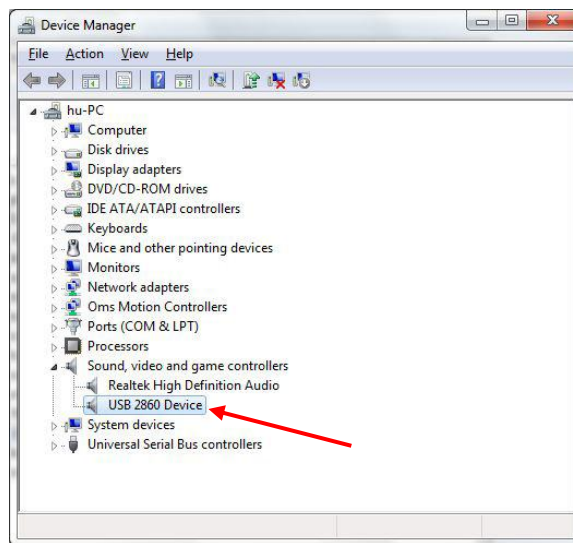 Device Manager
File Action View Help
hu-PC
Computer
Disk drives
Display adapters
DVD/CD-ROM drives
IDE ATA/ATAPI controllers
Keyboards
Mice and other pointing devices
Monitors
Network adapters
Oms Motion Controllers
Ports (COM & LPT)
Processors
Sound, video and game controllers
Realtek High Definition Audio
USB 2860 Device
System devices
Universal Serial Bus controllers